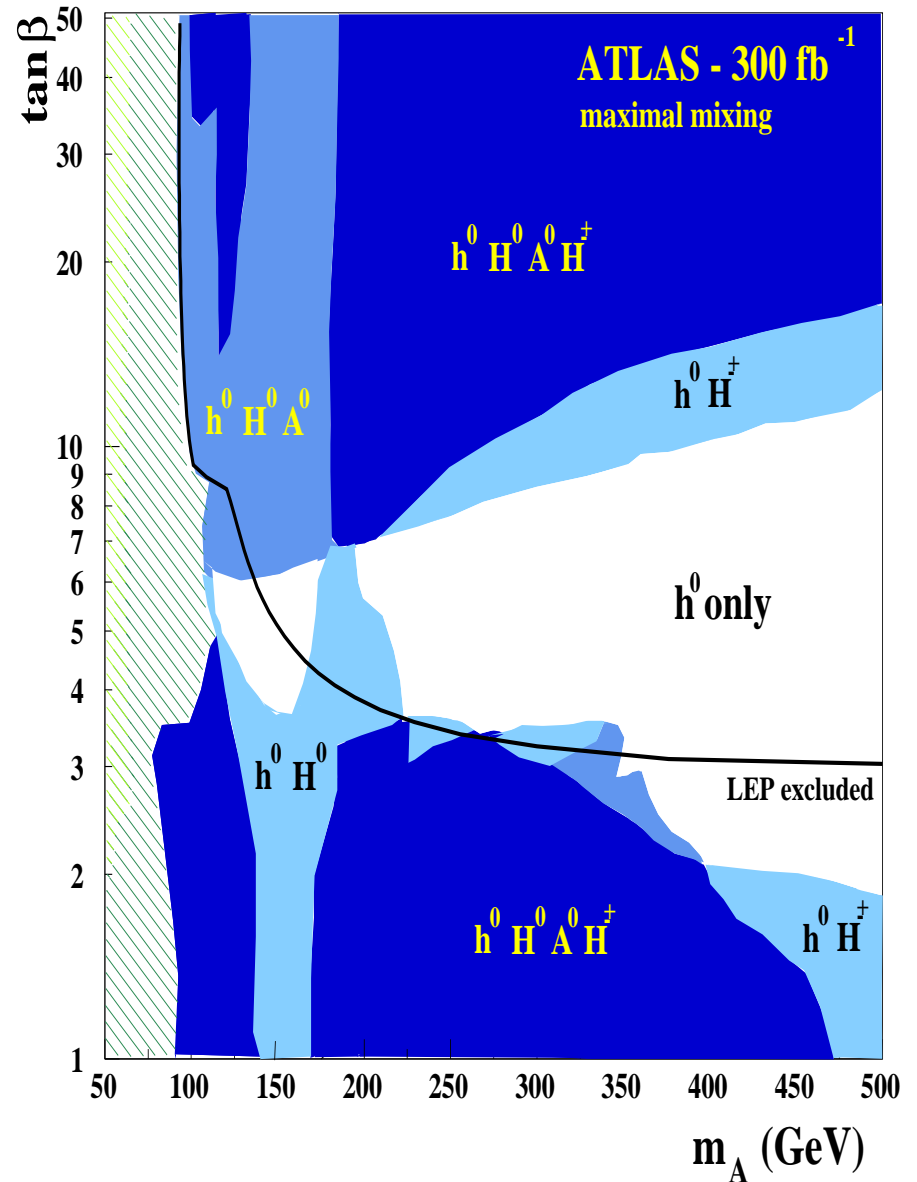 tan β
50
40
30
20
10
9
8
7
6
5
4
3
2
1
ATLAS - 300 fb⁻¹
maximal mixing
h⁰ H⁰ A⁰ H±
h⁰ H±
h⁰ H⁰ A⁰
h⁰ only
h⁰ H⁰
LEP excluded
h⁰ H⁰ A⁰ H±
h⁰ H±
50 100 150 200 250 300 350 400 450 500
m_A (GeV)